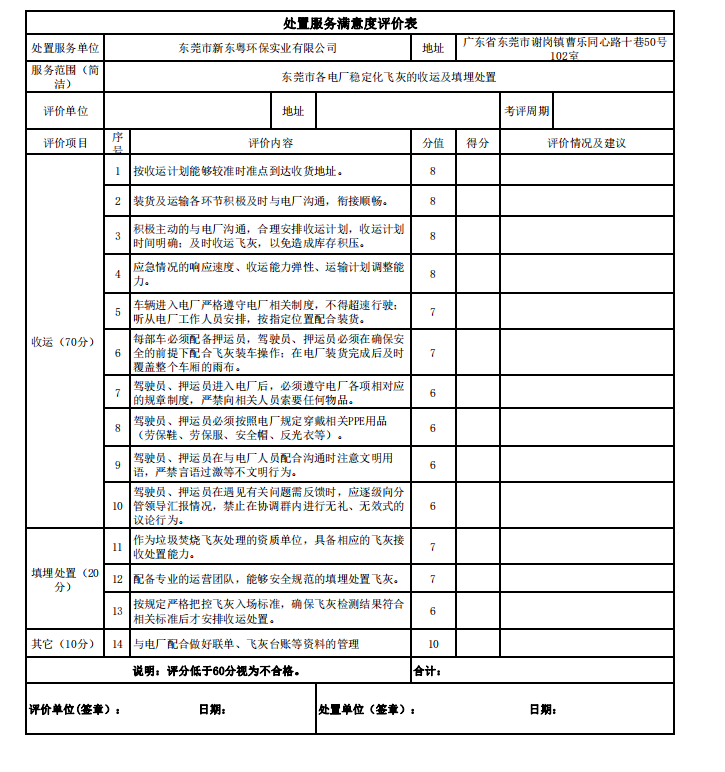 处置服务满意度评价表
处置服务单位 东莞市新东粤环保实业有限公司 地址 广东省东莞市谢岗镇曹乐同心路十巷50号
102室
服务范围（简
洁） 东莞市各电厂稳定化飞灰的收运及填埋处置
评价单位 地址 考评周期
评价项目 序
号 评价内容 分值 得分 评价情况及建议
收运（70分）
1 按收运计划能够较准时准点到达收货地址。 8
2 装货及运输各环节积极及时与电厂沟通，衔接顺畅。 8
3 积极主动的与电厂沟通，合理安排收运计划，收运计划
时间明确；及时收运飞灰，以免造成库存积压。 8
4 应急情况的响应速度、收运能力弹性、运输计划调整能
力。 8
5 车辆进入电厂严格遵守电厂相关制度，不得超速行驶；
听从电厂工作人员安排，按指定位置配合装货。 7
6 每部车必须配备押运员，驾驶员、押运员必须在确保安
全的前提下配合飞灰装车操作；在电厂装货完成后及时
覆盖整个车厢的雨布。 7
7 驾驶员、押运员进入电厂后，必须遵守电厂各项相对应
的规章制度，严禁向相关人员索要任何物品。 6
8 驾驶员、押运员必须按照电厂规定穿戴相关PPE用品
（劳保鞋、劳保服、安全帽、反光衣等）。 6
9 驾驶员、押运员在与电厂人员配合沟通时注意文明用
语，严禁言语过激等不文明行为。 6
10 驾驶员、押运员在遇见有关问题需反馈时，应逐级向分
管领导汇报情况，禁止在协调群内进行无礼、无效式的
议论行为。 6
填埋处置（20
分）
11 作为垃圾焚烧飞灰处理的资质单位，具备相应的飞灰接
收处置能力。 7
12 配备专业的运营团队，能够安全规范的填埋处置飞灰。 7
13 按规定严格把控飞灰入场标准，确保飞灰检测结果符合
相关标准后才安排收运处置。 6
其它（10分） 14 与电厂配合做好联单、飞灰台账等资料的管理 10
说明：评分低于60分视为不合格。 合计：
评价单位(签章）： 日期： 处置单位（签章）： 日期：